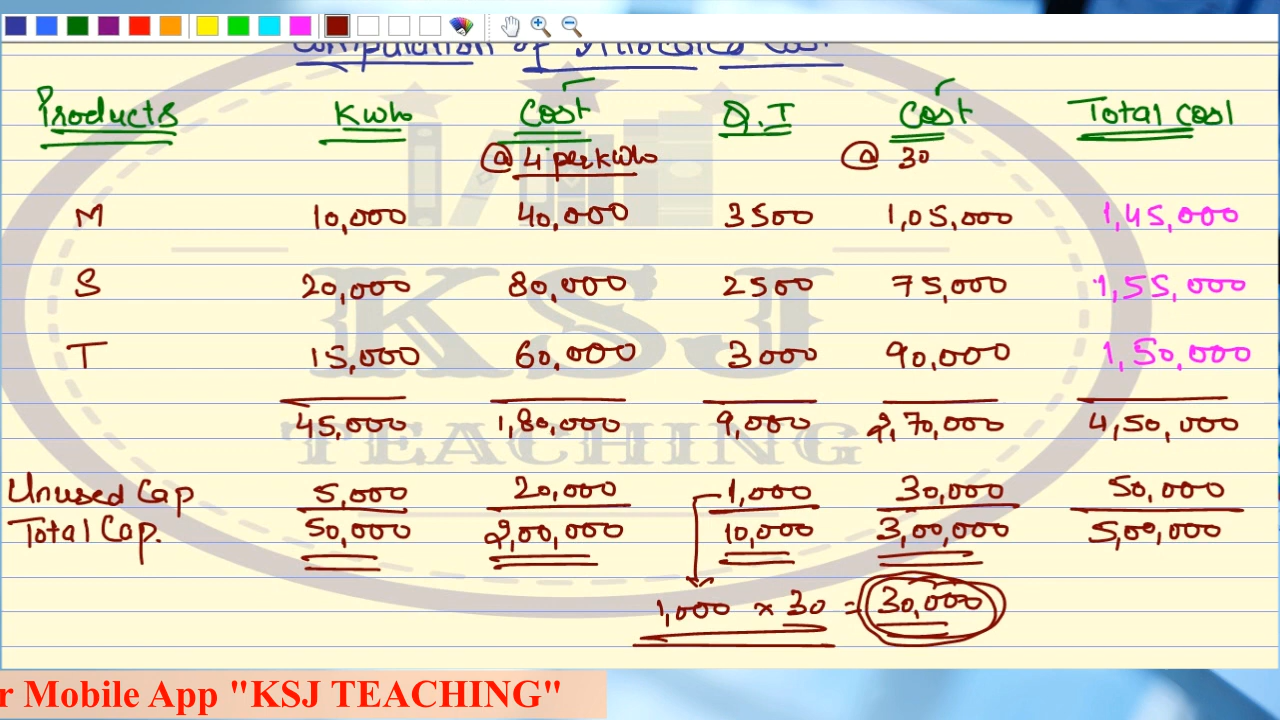 Computation of Allocated Cost
Products Kwh Cost Q.I Cost Total cost
@ 4 per kwh @ 30
M 10,000 40,000 3500 1,05,000 1,45,000
S 20,000 80,000 2500 75,000 1,55,000
T 15,000 60,000 3000 90,000 1,50,000
45,000 1,80,000 9,000 2,70,000 4,50,000
Unused Cap 5,000 20,000 1,000 30,000 50,000
Total Cap. 50,000 2,00,000 10,000 3,00,000 5,00,000
1,000 x 30 = 30,000
KSJ
TEACHING
r Mobile App "KSJ TEACHING"